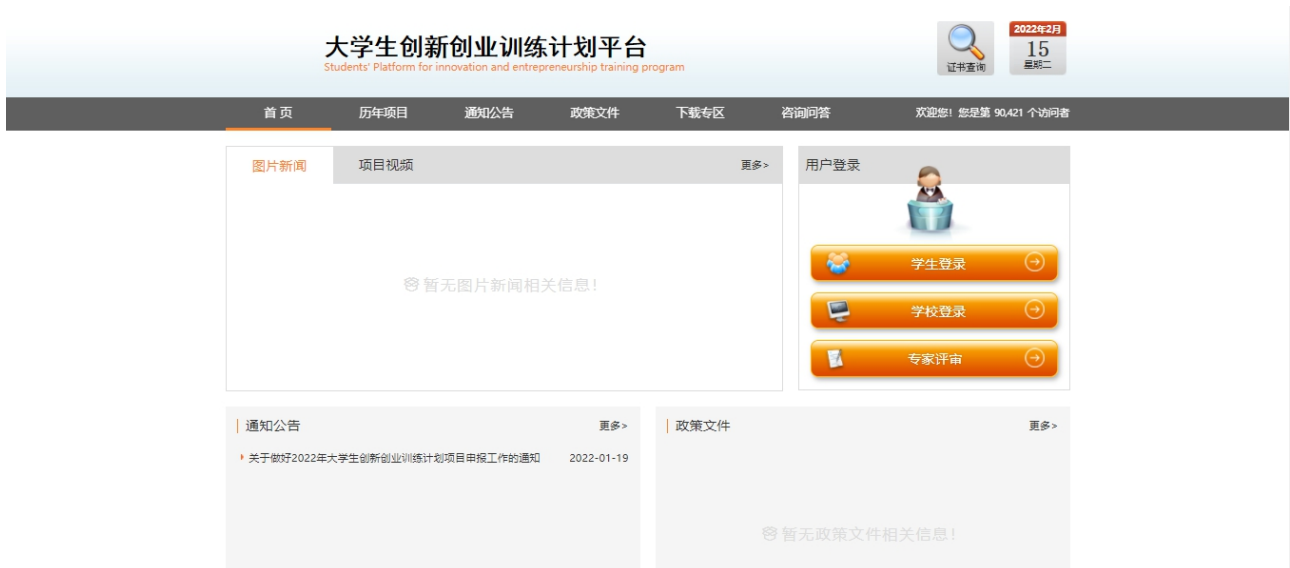 大学生创新创业训练计划平台
Students' Platform for innovation and entrepreneurship training program
证书查询
2022年2月
15
星期二
首页 历年项目 通知公告 政策文件 下载专区 咨询问答 欢迎您！您是第 90,421 个访问者
图片新闻 项目视频 更多>
用户登录
暂无图片新闻相关信息！
学生登录
学校登录
专家评审
通知公告 更多>
关于做好2022年大学生创新创业训练计划项目申报工作的通知 2022-01-19
政策文件 更多>
暂无政策文件相关信息！